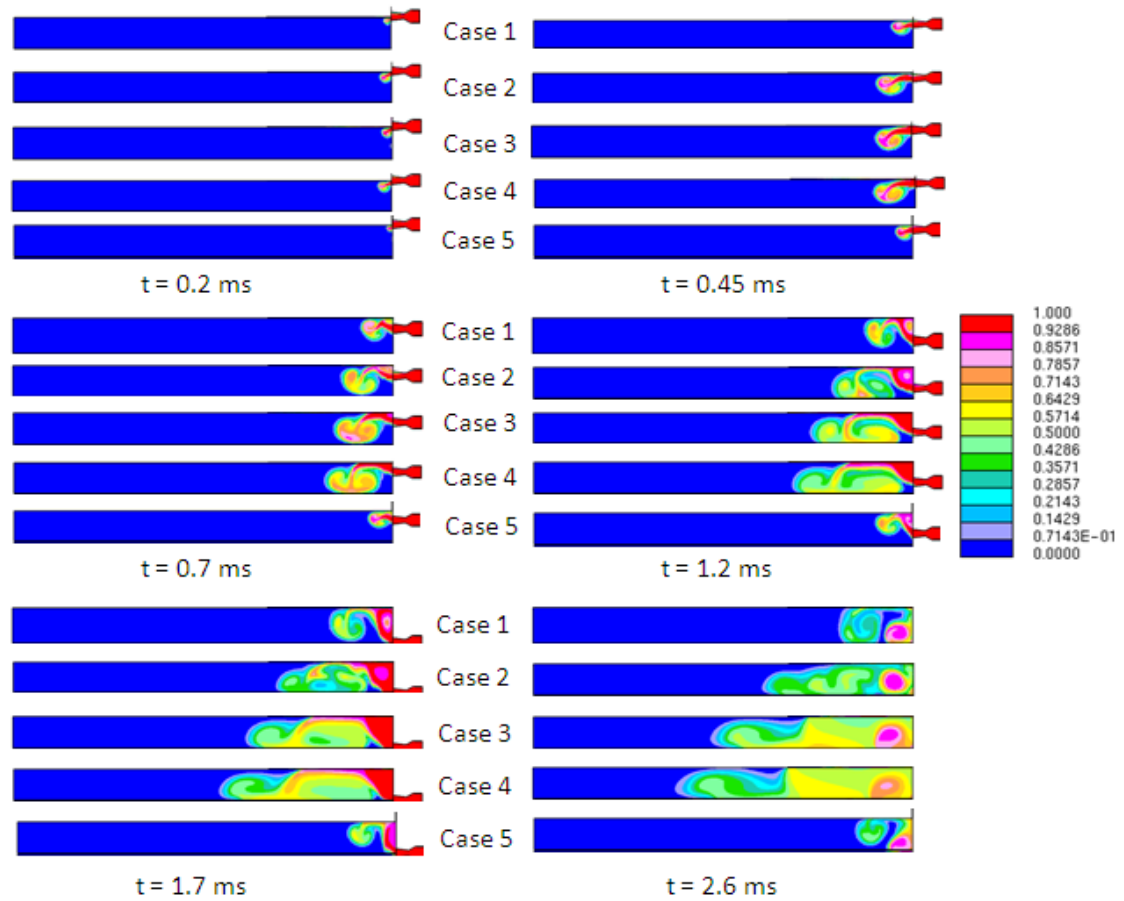 Case 1
Case 2
Case 3
Case 4
Case 5
t = 0.2 ms
t = 0.45 ms
Case 1
Case 2
Case 3
Case 4
Case 5
t = 0.7 ms
t = 1.2 ms
1.000
0.9286
0.8571
0.7857
0.7143
0.6429
0.5714
0.5000
0.4286
0.3571
0.2857
0.2143
0.1429
0.7143E-01
0.0000
Case 1
Case 2
Case 3
Case 4
Case 5
t = 1.7 ms
t = 2.6 ms